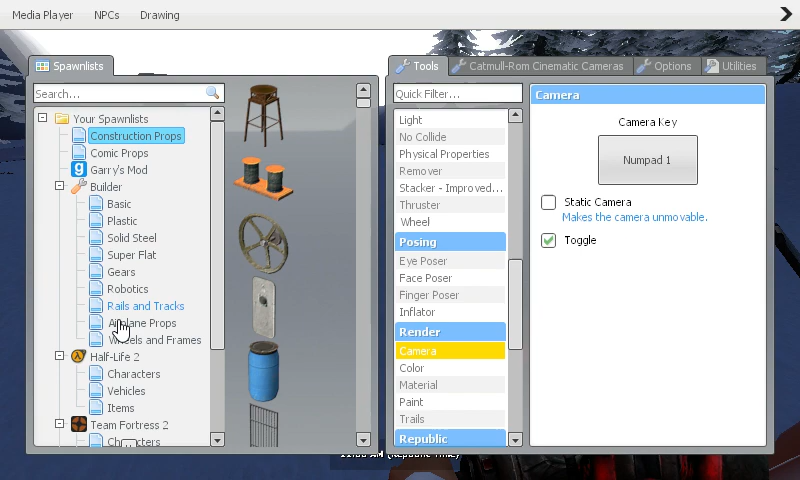 Media Player NPCs Drawing
Spawnlists
Search...
Your Spawnlists
Construction Props
Comic Props
Garry's Mod
Builder
Basic
Plastic
Solid Steel
Super Flat
Gears
Robotics
Rails and Tracks
Airplane Props
Wheels and Frames
Half-Life 2
Characters
Vehicles
Items
Team Fortress 2
Characters
Tools Catmull-Rom Cinematic Cameras Options Utilities
Quick Filter...
Light
No Collide
Physical Properties
Remover
Stacker - Improved...
Thruster
Wheel
Posing
Eye Poser
Face Poser
Finger Poser
Inflator
Render
Camera
Color
Material
Paint
Trails
Republic
Camera
Camera Key
Numpad 1
Static Camera
Makes the camera unmovable.
Toggle